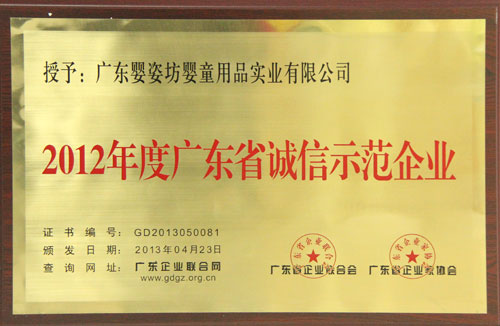 授予：广东婴姿坊婴童用品实业有限公司
2012年度广东省诚信示范企业
证书编号：GD2013050081
颁发日期：2013年04月23日
查询网址：广东企业联合网
www.gdgz.org.cn
广东省企业联合会
广东省企业家协会